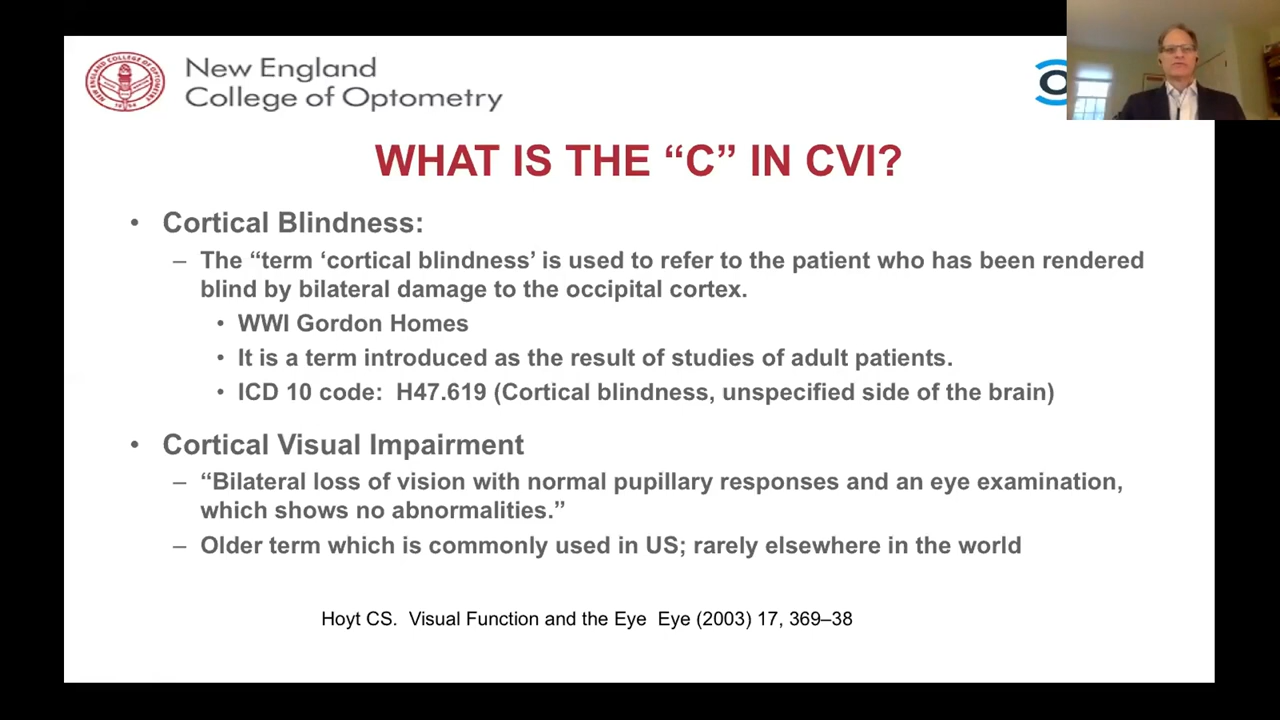 New England
College of Optometry
WHAT IS THE “C” IN CVI?
• Cortical Blindness:
– The “term ‘cortical blindness’ is used to refer to the patient who has been rendered
blind by bilateral damage to the occipital cortex.
• WWI Gordon Homes
• It is a term introduced as the result of studies of adult patients.
• ICD 10 code:  H47.619 (Cortical blindness, unspecified side of the brain)
• Cortical Visual Impairment
– “Bilateral loss of vision with normal pupillary responses and an eye examination,
which shows no abnormalities.”
– Older term which is commonly used in US; rarely elsewhere in the world
Hoyt CS.  Visual Function and the Eye  Eye (2003) 17, 369–38